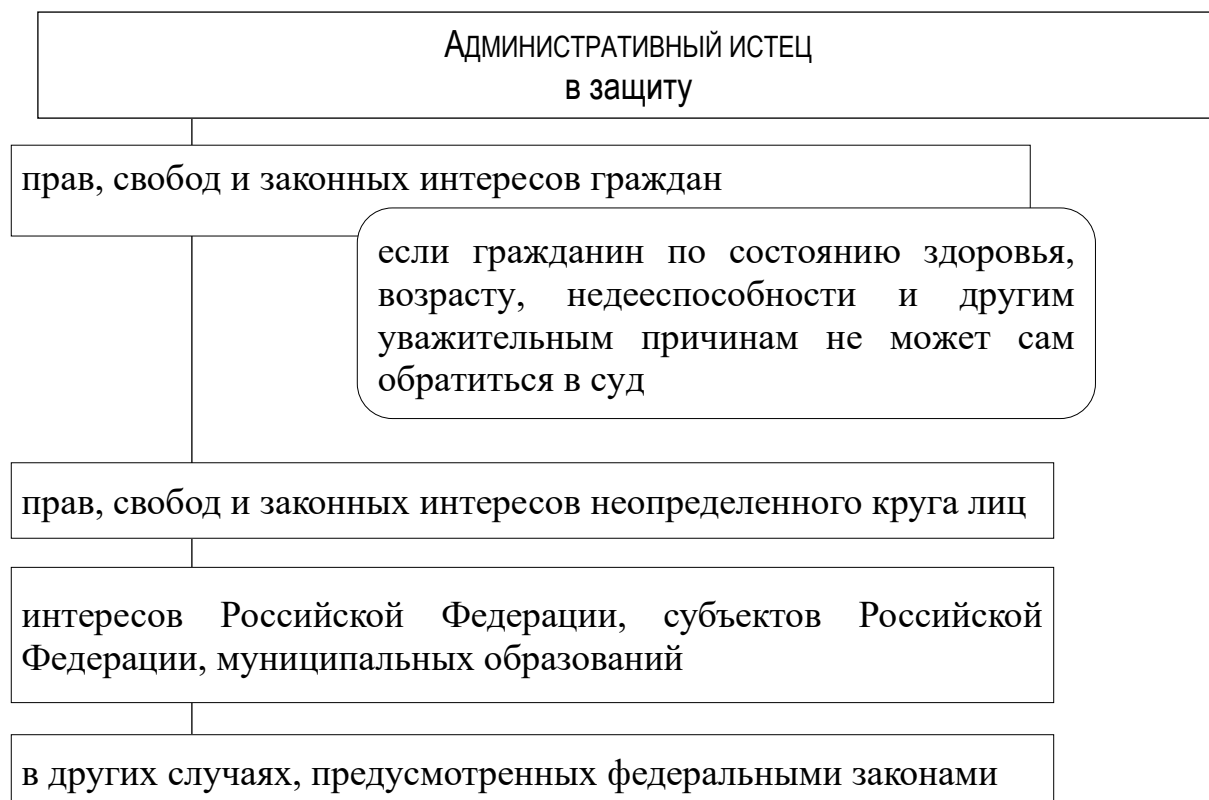 АДМИНИСТРАТИВНЫЙ ИСТЕЦ
в защиту
прав, свобод и законных интересов граждан
если гражданин по состоянию здоровья,
возрасту, недееспособности и другим
уважительным причинам не может сам
обратиться в суд
прав, свобод и законных интересов неопределенного круга лиц
интересов Российской Федерации, субъектов Российской
Федерации, муниципальных образований
в других случаях, предусмотренных федеральными законами